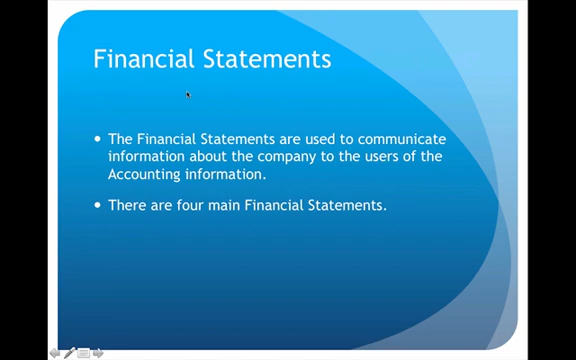 Financial Statements
• The Financial Statements are used to communicate
information about the company to the users of the
Accounting information.
• There are four main Financial Statements.